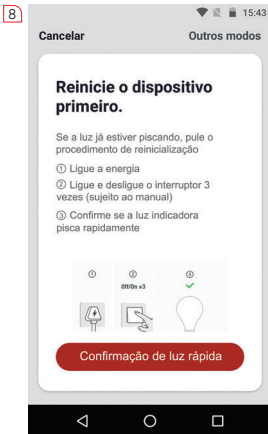 8
15:43
Cancelar Outros modos
Reinicie o dispositivo
primeiro.
Se a luz já estiver piscando, pule o
procedimento de reinicialização
① Ligue a energia
② Ligue e desligue o interruptor 3
vezes (sujeito ao manual)
③ Confirme se a luz indicadora
pisca rapidamente
① ② ③
Off/On x3
Confirmação de luz rápida